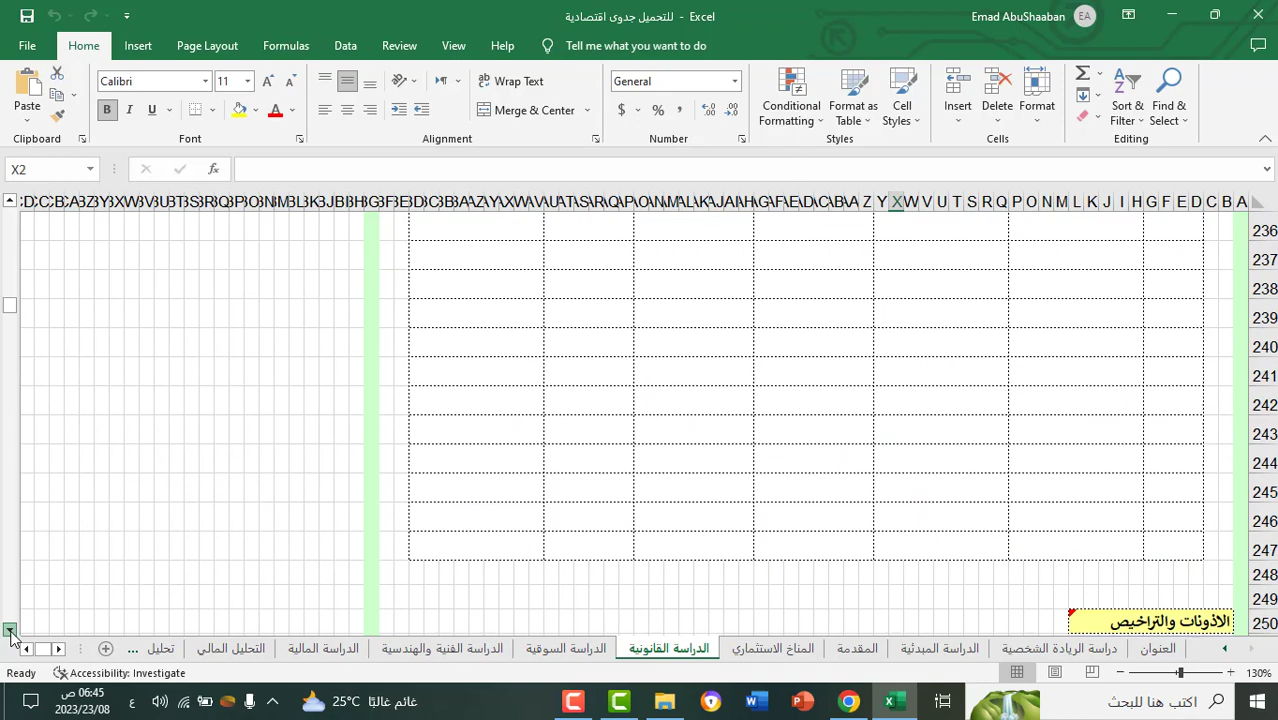 للتحميل جدوى اقتصادية - Excel
Emad AbuShaaban
EA
File Home Insert Page Layout Formulas Data Review View Help Tell me what you want to do
Paste
Calibri 11
B I U
Wrap Text
Merge & Center
General
$ % ,
Conditional Formatting
Format as Table
Cell Styles
Insert
Delete
Format
Sort & Filter
Find & Select
Clipboard Font Alignment Number Styles Cells Editing
X2
fx
Z Y X W V U T S R Q P O N M L K J I H G F E D C B A
236
237
238
239
240
241
242
243
244
245
246
247
248
249
250
الاذونات والتراخيص
العنوان
دراسة الريادة الشخصية
الدراسة المبدئية
المقدمة
المناخ الاستثماري
الدراسة القانونية
الدراسة السوقية
الدراسة الفنية والهندسية
الدراسة المالية
التحليل المالي
تحليل ...
Ready
Accessibility: Investigate
130%
06:45 ص
2023/23/08
ع
25°C غائم غالبًا
اكتب هنا للبحث